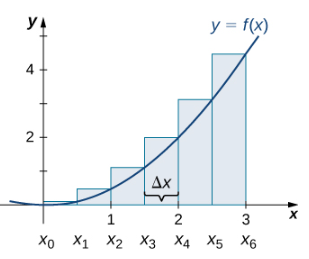 y
y = f(x)
4
2
Δx
1 2 3 x
x₀ x₁ x₂ x₃ x₄ x₅ x₆